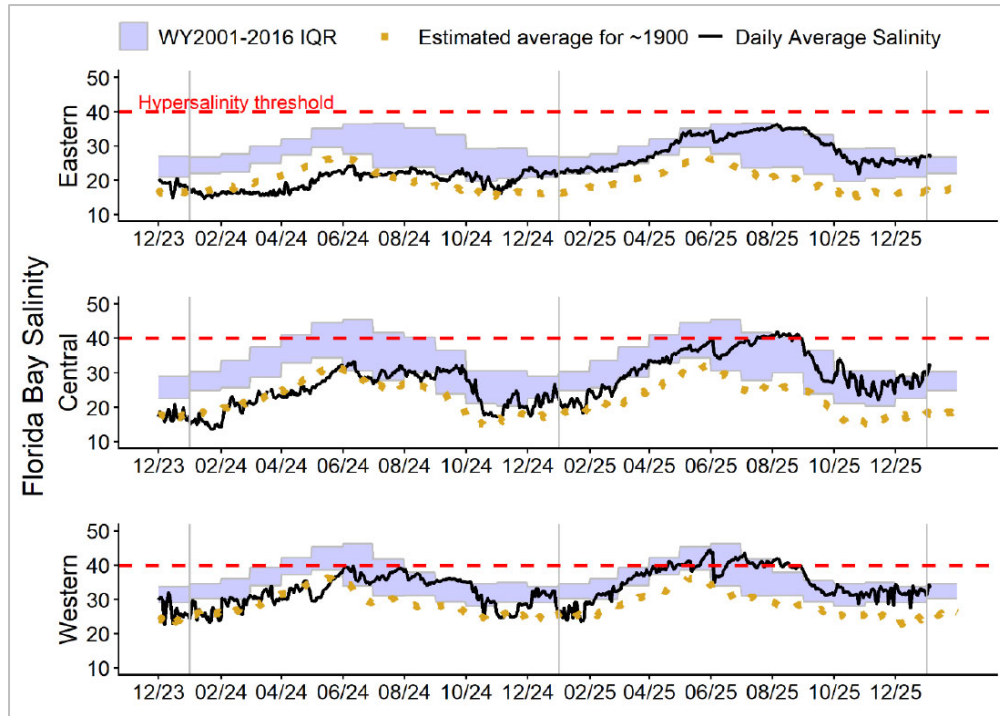 WY2001-2016 IQR Estimated average for ~1900 Daily Average Salinity
Florida Bay Salinity
Eastern
Hypersalinity threshold
50
40
30
20
10
12/23 02/24 04/24 06/24 08/24 10/24 12/24 02/25 04/25 06/25 08/25 10/25 12/25
Central
50
40
30
20
10
12/23 02/24 04/24 06/24 08/24 10/24 12/24 02/25 04/25 06/25 08/25 10/25 12/25
Western
50
40
30
20
10
12/23 02/24 04/24 06/24 08/24 10/24 12/24 02/25 04/25 06/25 08/25 10/25 12/25